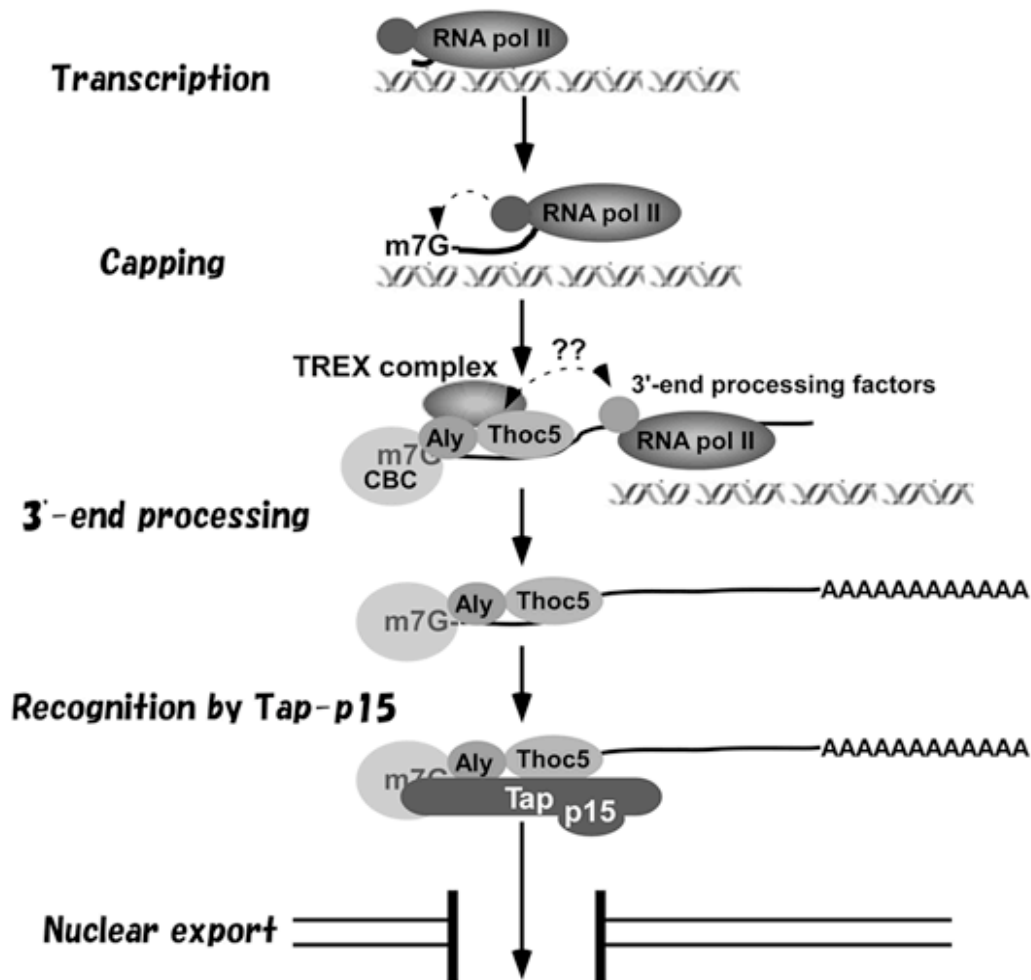 RNA pol II
Transcription
RNA pol II
m7G
Capping
??
TREX complex
3'-end processing factors
Aly
Thoc5
RNA pol II
m7G
CBC
3'-end processing
Aly
Thoc5
AAAAAAAAAAAA
m7G
Recognition by Tap-p15
Aly
Thoc5
AAAAAAAAAAAA
m7G
Tap
p15
Nuclear export